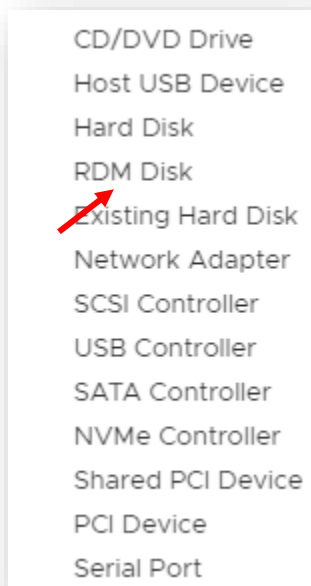 CD/DVD Drive
Host USB Device
Hard Disk
RDM Disk
Existing Hard Disk
Network Adapter
SCSI Controller
USB Controller
SATA Controller
NVMe Controller
Shared PCI Device
PCI Device
Serial Port